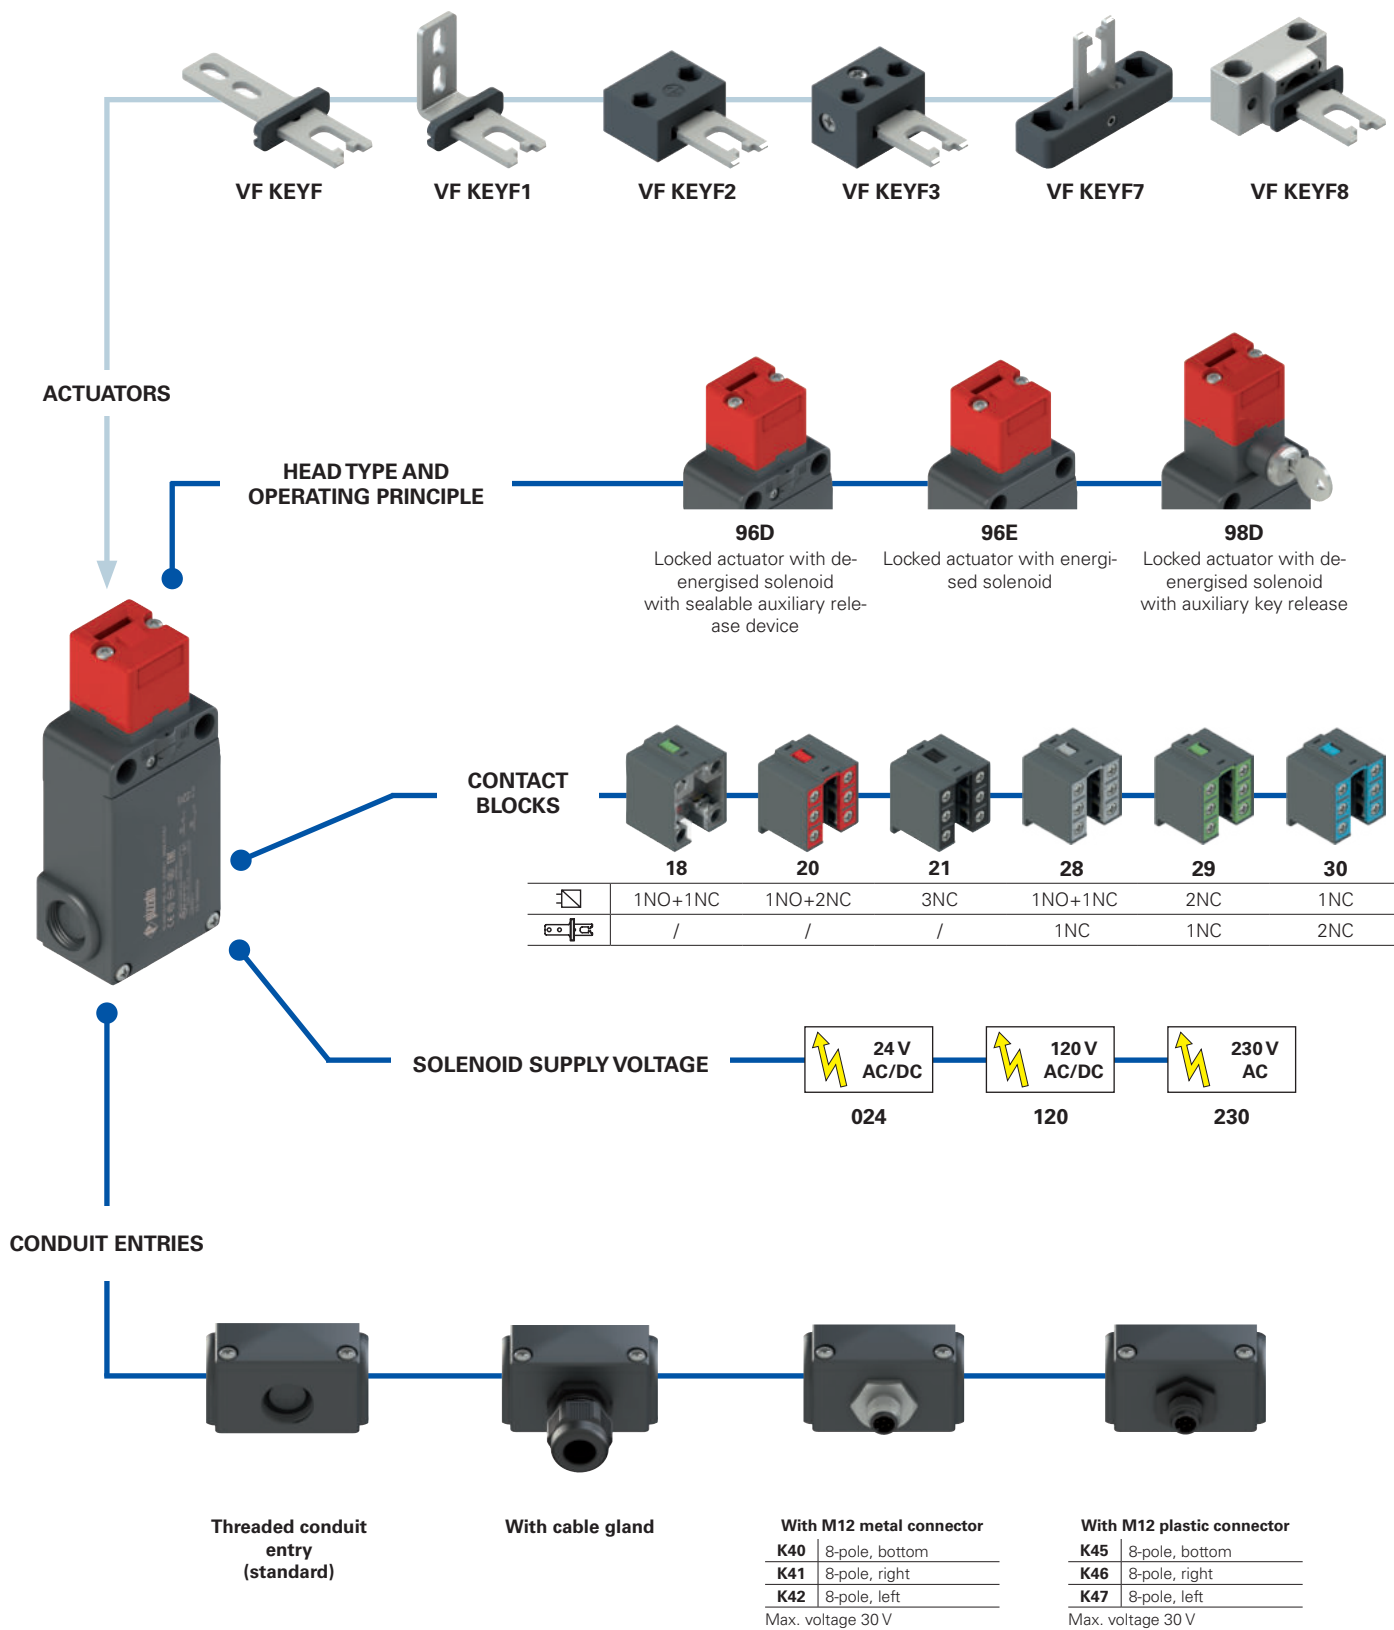 VF KEYF
VF KEYF1
VF KEYF2
VF KEYF3
VF KEYF7
VF KEYF8
ACTUATORS
HEAD TYPE AND
OPERATING PRINCIPLE
96D
Locked actuator with de-
energised solenoid
with sealable auxiliary rele-
ase device
96E
Locked actuator with energi-
sed solenoid
98D
Locked actuator with de-
energised solenoid
with auxiliary key release
CONTACT
BLOCKS
18 20 21 28 29 30
1NO+1NC 1NO+2NC 3NC 1NO+1NC 2NC 1NC
/ / / 1NC 1NC 2NC
pizzato
SOLENOID SUPPLY VOLTAGE
24 V
AC/DC
120 V
AC/DC
230 V
AC
024
120
230
CONDUIT ENTRIES
Threaded conduit
entry
(standard)
With cable gland
With M12 metal connector
K40 8-pole, bottom
K41 8-pole, right
K42 8-pole, left
Max. voltage 30 V
With M12 plastic connector
K45 8-pole, bottom
K46 8-pole, right
K47 8-pole, left
Max. voltage 30 V